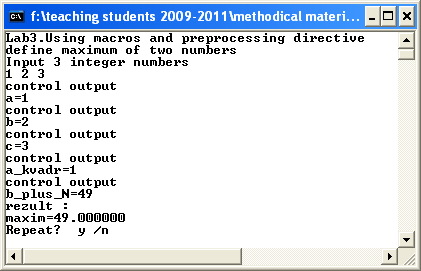 f:\teaching students 2009-2011\methodical materi...
Lab3.Using macros and preprocessing directive
define maximum of two numbers
Input 3 integer numbers
1 2 3
control output
a=1
control output
b=2
control output
c=3
control output
a_kvadr=1
control output
b_plus_N=49
rezult :
maxim=49.000000
Repeat?  y /n